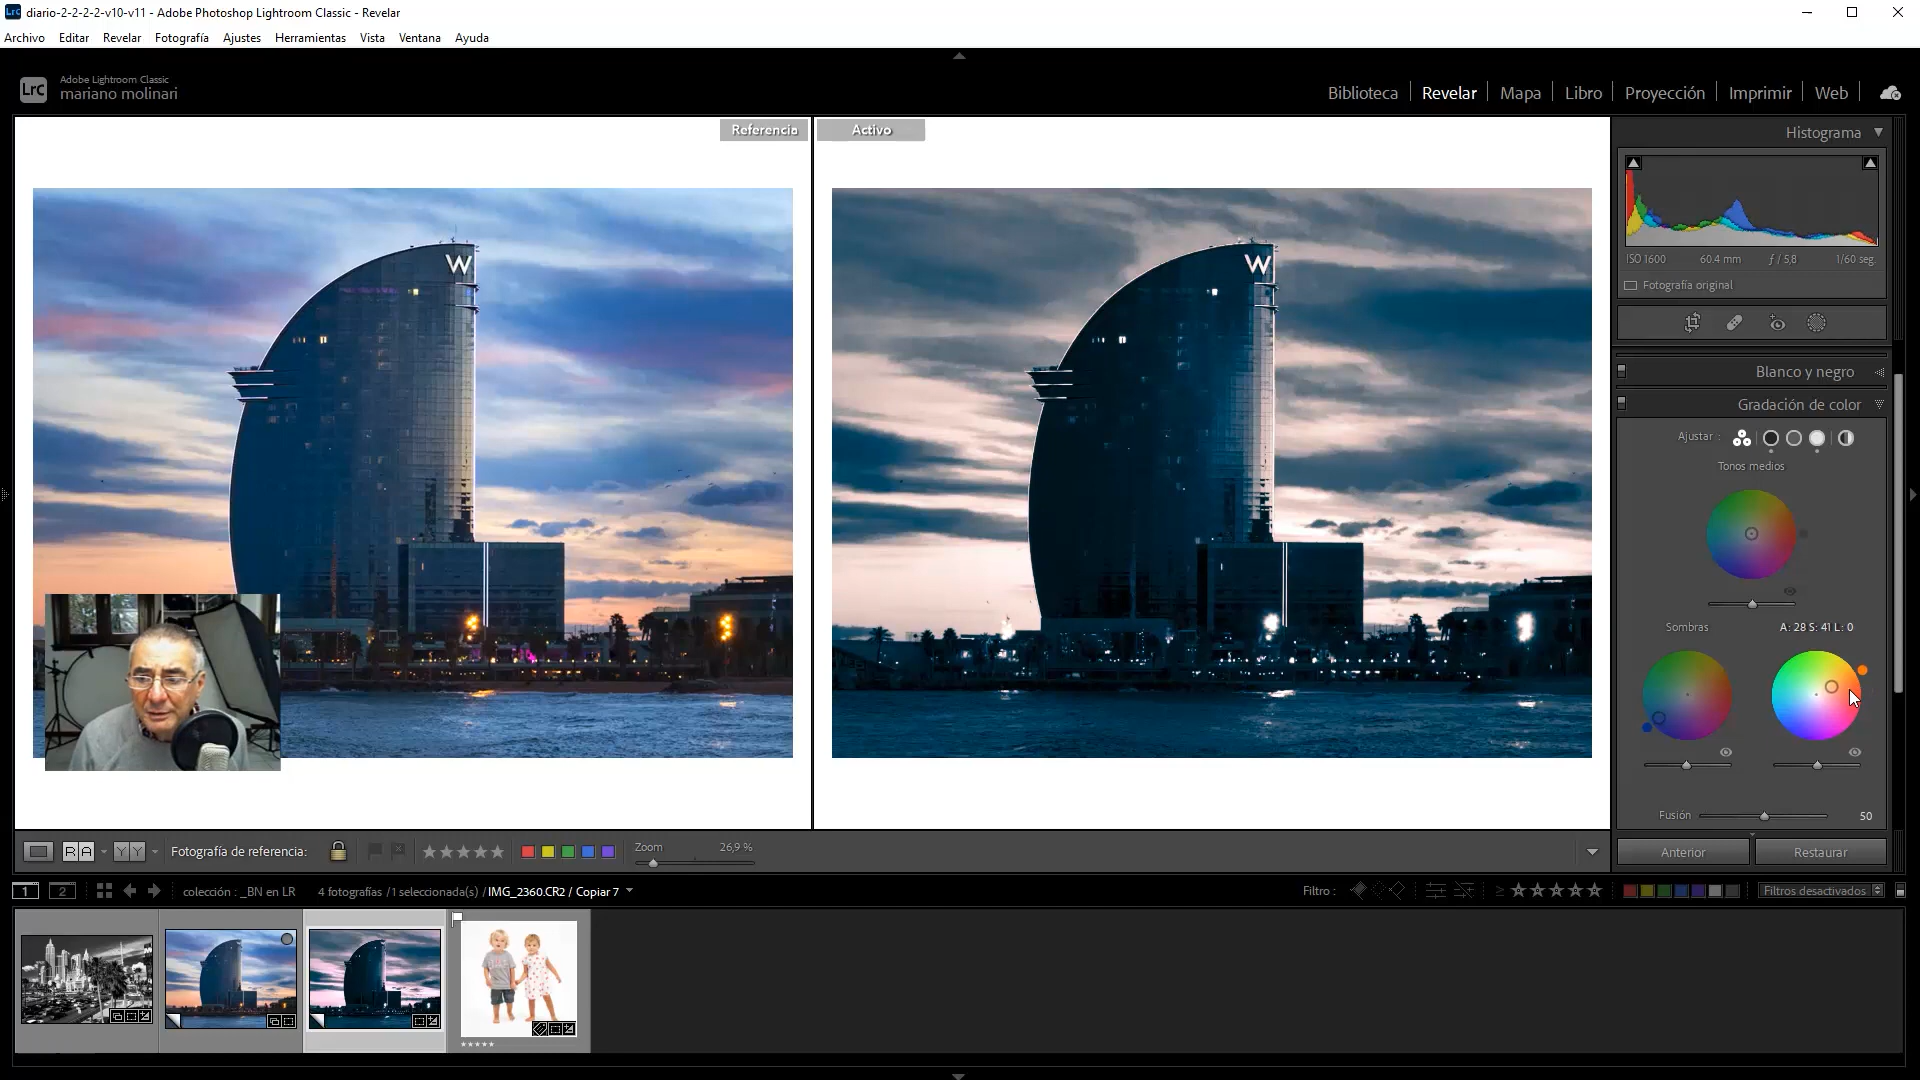 Lrc diario-2-2-2-2-v10-v11 - Adobe Photoshop Lightroom Classic - Revelar
Archivo Editar Revelar Fotografía Ajustes Herramientas Vista Ventana Ayuda
LrC Adobe Lightroom Classic
mariano molinari
Biblioteca Revelar Mapa Libro Proyección Imprimir Web
Referencia Activo
Histograma
ISO 1600 60.4 mm ƒ / 5,8 1/60 seg.
Fotografía original
W W
Blanco y negro
Gradación de color
Ajustar :
Tonos medios
Sombras A: 28 S: 41 L: 0
Fusión 50
R A Y Y Fotografía de referencia: Zoom 26,9 %
Anterior Restaurar
1 2 colección : _BN en LR 4 fotografías /1 seleccionada(s) /IMG_2360.CR2 / Copiar 7 Filtro : ≥ Filtros desactivados